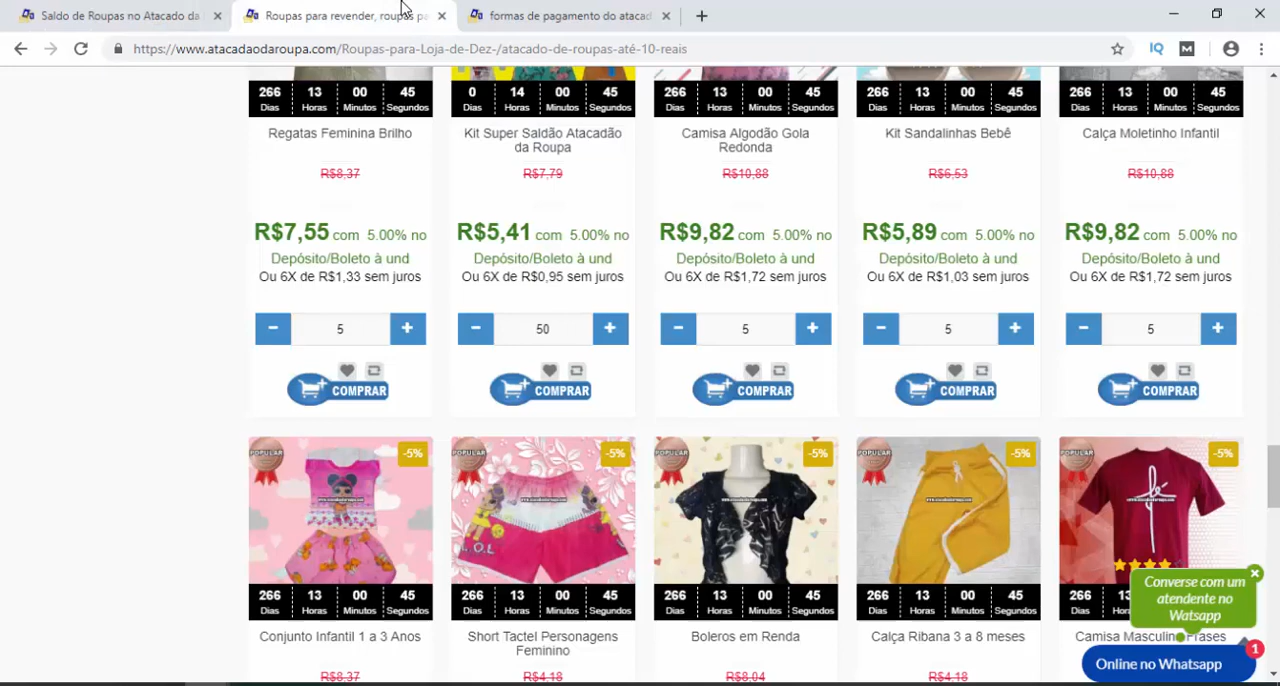 Saldo de Roupas no Atacado da
Roupas para revender, roupas pa
formas de pagamento do atacad
https://www.atacadaodaroupa.com/Roupas-para-Loja-de-Dez-/atacado-de-roupas-até-10-reais
266 13 00 45
Dias Horas Minutos Segundos
0 14 00 45
Dias Horas Minutos Segundos
266 13 00 45
Dias Horas Minutos Segundos
266 13 00 45
Dias Horas Minutos Segundos
266 13 00 45
Dias Horas Minutos Segundos
Regatas Feminina Brilho
R$8,37
R$7,55 com 5.00% no
Depósito/Boleto à und
Ou 6X de R$1,33 sem juros
- 5 +
COMPRAR
Kit Super Saldão Atacadão
da Roupa
R$7,79
R$5,41 com 5.00% no
Depósito/Boleto à und
Ou 6X de R$0,95 sem juros
- 50 +
COMPRAR
Camisa Algodão Gola
Redonda
R$10,88
R$9,82 com 5.00% no
Depósito/Boleto à und
Ou 6X de R$1,72 sem juros
- 5 +
COMPRAR
Kit Sandalinhas Bebê
R$6,53
R$5,89 com 5.00% no
Depósito/Boleto à und
Ou 6X de R$1,03 sem juros
- 5 +
COMPRAR
Calça Moletinho Infantil
R$10,88
R$9,82 com 5.00% no
Depósito/Boleto à und
Ou 6X de R$1,72 sem juros
- 5 +
COMPRAR
POPULAR
-5%
266 13 00 45
Dias Horas Minutos Segundos
Conjunto Infantil 1 a 3 Anos
R$8,37
POPULAR
-5%
L.O.L
266 13 00 45
Dias Horas Minutos Segundos
Short Tactel Personagens
Feminino
R$4,18
POPULAR
-5%
266 13 00 45
Dias Horas Minutos Segundos
Boleros em Renda
R$8,04
POPULAR
-5%
266 13 00 45
Dias Horas Minutos Segundos
Calça Ribana 3 a 8 meses
R$4,18
POPULAR
-5%
fé
266
Dias
Camisa Masculino Frases
Converse com um
atendente no
Watsapp
1
Online no Whatsapp